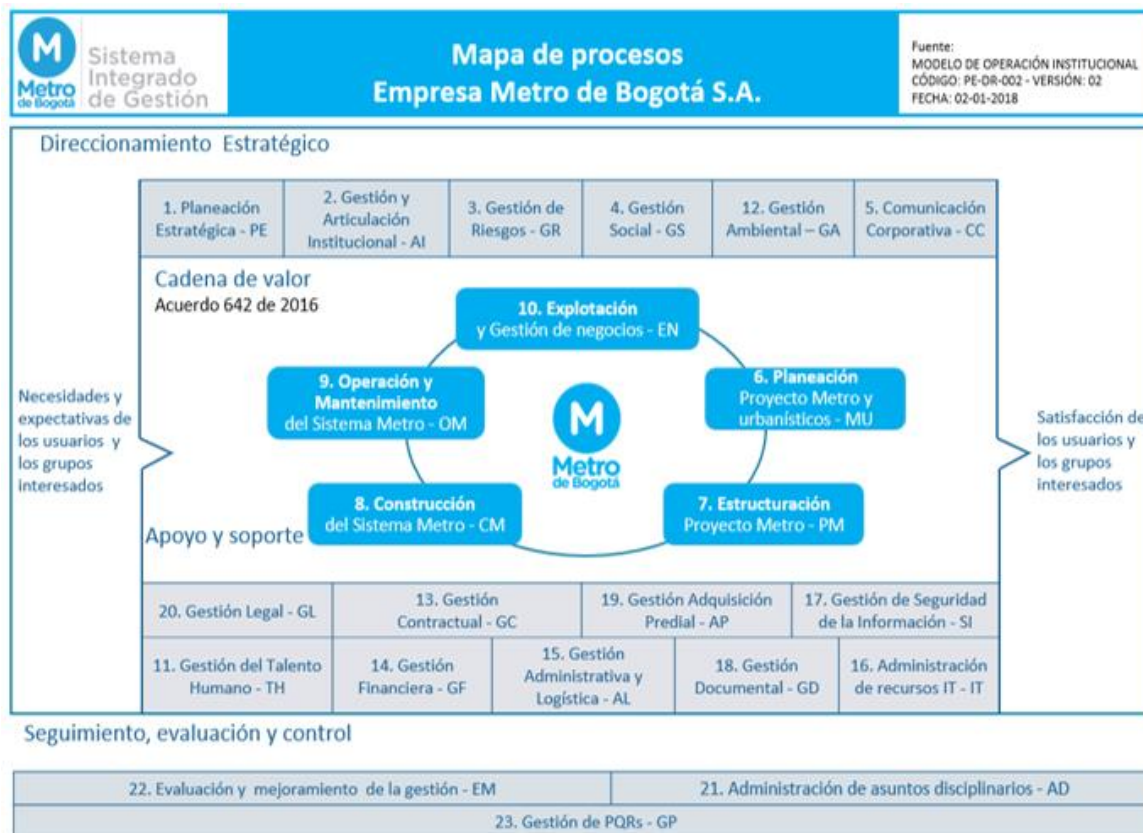 M
Metro
de Bogotá
Sistema
Integrado
de Gestión
Mapa de procesos
Empresa Metro de Bogotá S.A.
Fuente:
MODELO DE OPERACIÓN INSTITUCIONAL
CÓDIGO: PE-DR-002 - VERSIÓN: 02
FECHA: 02-01-2018
Direccionamiento Estratégico
1. Planeación
Estratégica - PE
2. Gestión y
Articulación
Institucional - AI
3. Gestión de
Riesgos - GR
4. Gestión
Social - GS
12. Gestión
Ambiental – GA
5. Comunicación
Corporativa - CC
Cadena de valor
Acuerdo 642 de 2016
10. Explotación
y Gestión de negocios - EN
9. Operación y
Mantenimiento
del Sistema Metro - OM
6. Planeación
Proyecto Metro y
urbanísticos - MU
M
Metro
de Bogotá
8. Construcción
del Sistema Metro - CM
7. Estructuración
Proyecto Metro - PM
Necesidades y
expectativas de
los usuarios y
los grupos
interesados
Satisfacción de
los usuarios y
los grupos
interesados
Apoyo y soporte
20. Gestión Legal - GL
13. Gestión
Contractual - GC
19. Gestión Adquisición
Predial - AP
17. Gestión de Seguridad
de la Información - SI
11. Gestión del Talento
Humano - TH
14. Gestión
Financiera - GF
15. Gestión
Administrativa y
Logística - AL
18. Gestión
Documental - GD
16. Administración
de recursos IT - IT
Seguimiento, evaluación y control
22. Evaluación y mejoramiento de la gestión - EM
21. Administración de asuntos disciplinarios - AD
23. Gestión de PQRs - GP